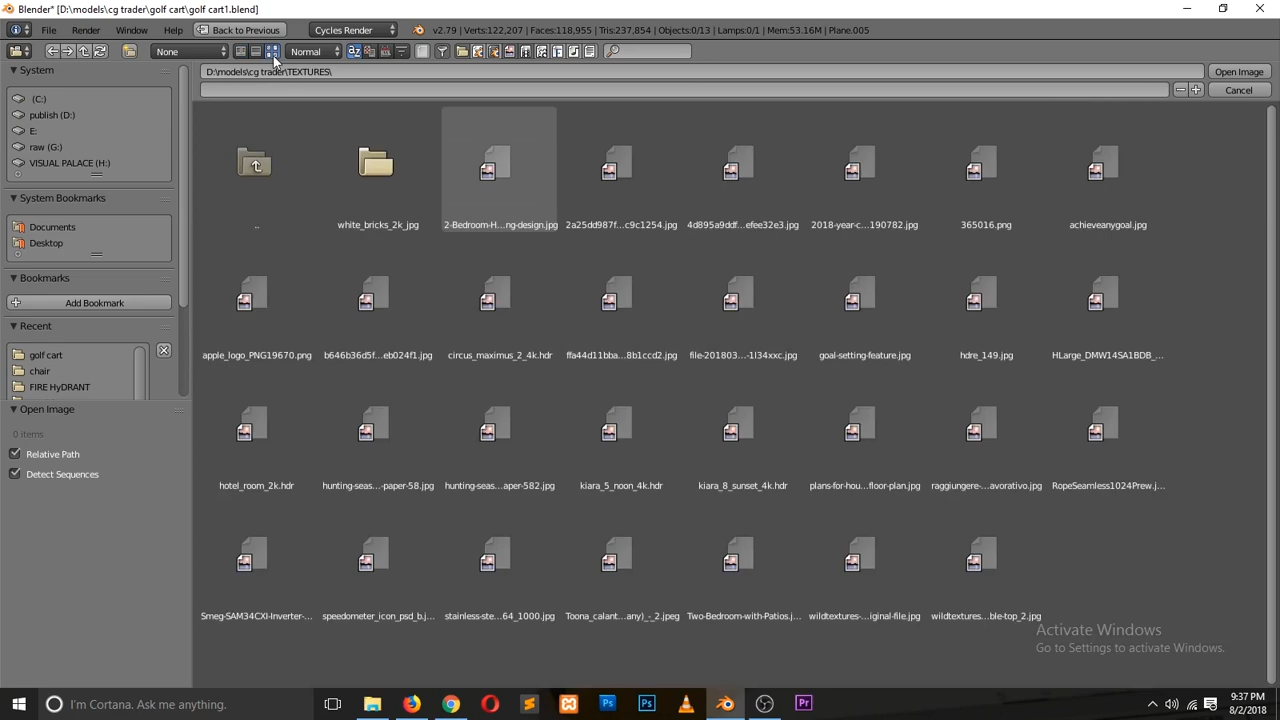 Blender* [D:\models\cg trader\golf cart\golf cart1.blend]
File Render Window Help Back to Previous Cycles Render v2.79 | Verts:122,207 | Faces:118,955 | Tris:237,854 | Objects:0/13 | Lamps:0/1 | Mem:53.16M | Plane.005
None Normal
System
D:\models\cg trader\TEXTURES\ Open Image
Cancel
(C:)
publish (D:)
E:
raw (G:)
VISUAL PALACE (H:)
System Bookmarks
Documents
Desktop
Bookmarks
Add Bookmark
Recent
golf cart
chair
FIRE HyDRANT
Open Image
0 items
Relative Path
Detect Sequences
.. white_bricks_2k_jpg 2-Bedroom-H...ng-design.jpg 2a25dd987f...c9c1254.jpg 4d895a9ddf...efee32e3.jpg 2018-year-c...190782.jpg 365016.png achieveanygoal.jpg
apple_logo_PNG19670.png b646b36d5f...eb024f1.jpg circus_maximus_2_4k.hdr ffa44d11bba...8b1ccd2.jpg file-201803...-1l34xxc.jpg goal-setting-feature.jpg hdre_149.jpg HLarge_DMW14SA1BDB_...
hotel_room_2k.hdr hunting-seas...-paper-58.jpg hunting-seas...aper-582.jpg kiara_5_noon_4k.hdr kiara_8_sunset_4k.hdr plans-for-hou...floor-plan.jpg raggiungere-...avorativo.jpg RopeSeamless1024Prew.j...
Smeg-SAM34CXI-Inverter-... speedometer_icon_psd_b.j... stainless-ste...64_1000.jpg Toona_calant...any)_-_2.jpeg Two-Bedroom-with-Patios.j... wildtextures-...iginal-file.jpg wildtextures...ble-top_2.jpg
Activate Windows
Go to Settings to activate Windows.
I'm Cortana. Ask me anything.
9:37 PM
8/2/2018